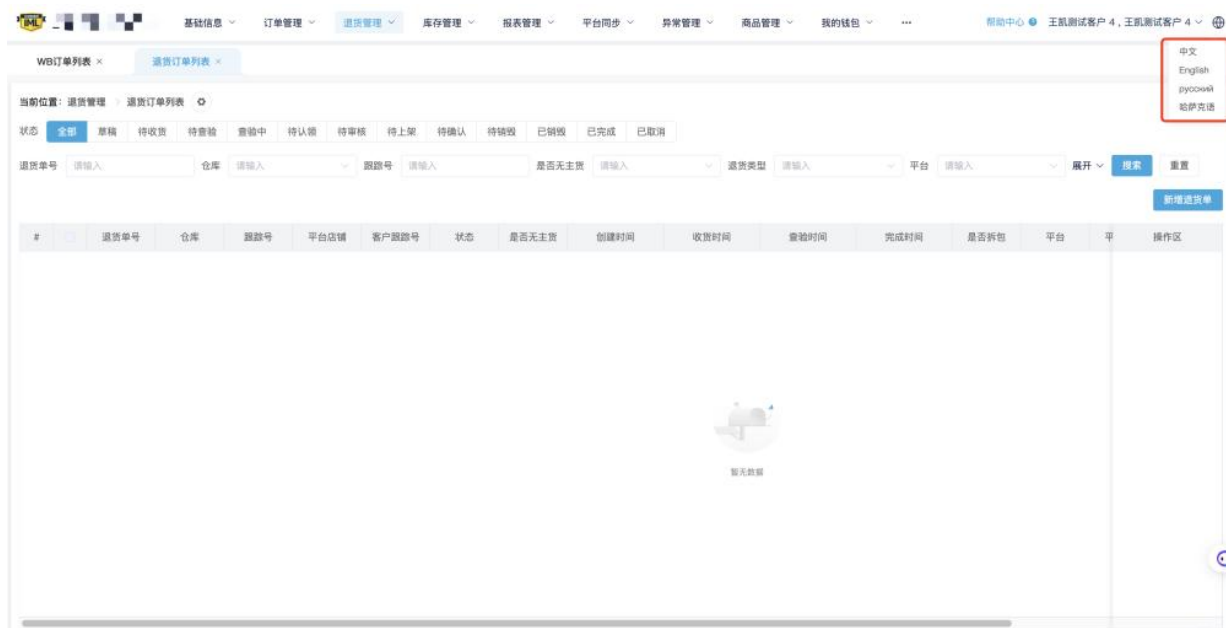 IML 基础信息 订单管理 退货管理 库存管理 报表管理 平台同步 异常管理 商品管理 我的钱包 ··· 帮助中心 王凯测试客户 4 , 王凯测试客户 4
WB订单列表 × 退货订单列表 ×
中文
English
русский
哈萨克语
当前位置: 退货管理 > 退货订单列表
状态 全部 草稿 待收货 待查验 查验中 待认领 待审核 待上架 待确认 待销毁 已销毁 已完成 已取消
退货单号 请输入 仓库 请输入 跟踪号 请输入 是否无主货 请输入 退货类型 请输入 平台 请输入 展开 搜索 重置
新增退货单
# 退货单号 仓库 跟踪号 平台店铺 客户跟踪号 状态 是否无主货 创建时间 收货时间 查验时间 完成时间 是否拆包 平台 平 操作区
暂无数据